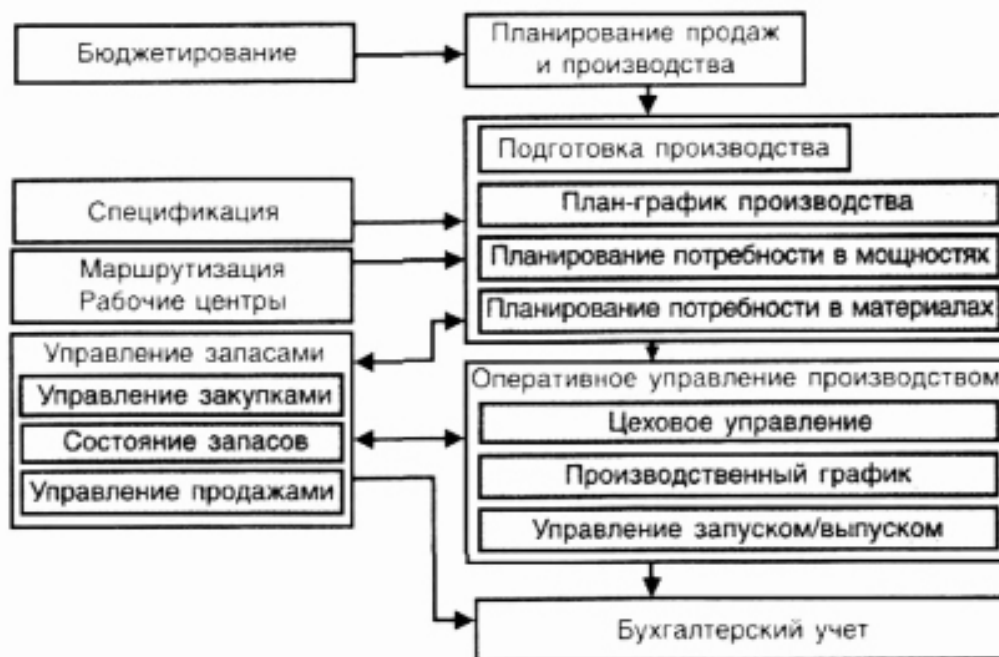 Бюджетирование
Планирование продаж
и производства
Подготовка производства
План-график производства
Планирование потребности в мощностях
Планирование потребности в материалах
Спецификация
Маршрутизация
Рабочие центры
Управление запасами
Управление закупками
Состояние запасов
Управление продажами
Оперативное управление производством
Цеховое управление
Производственный график
Управление запуском/выпуском
Бухгалтерский учет